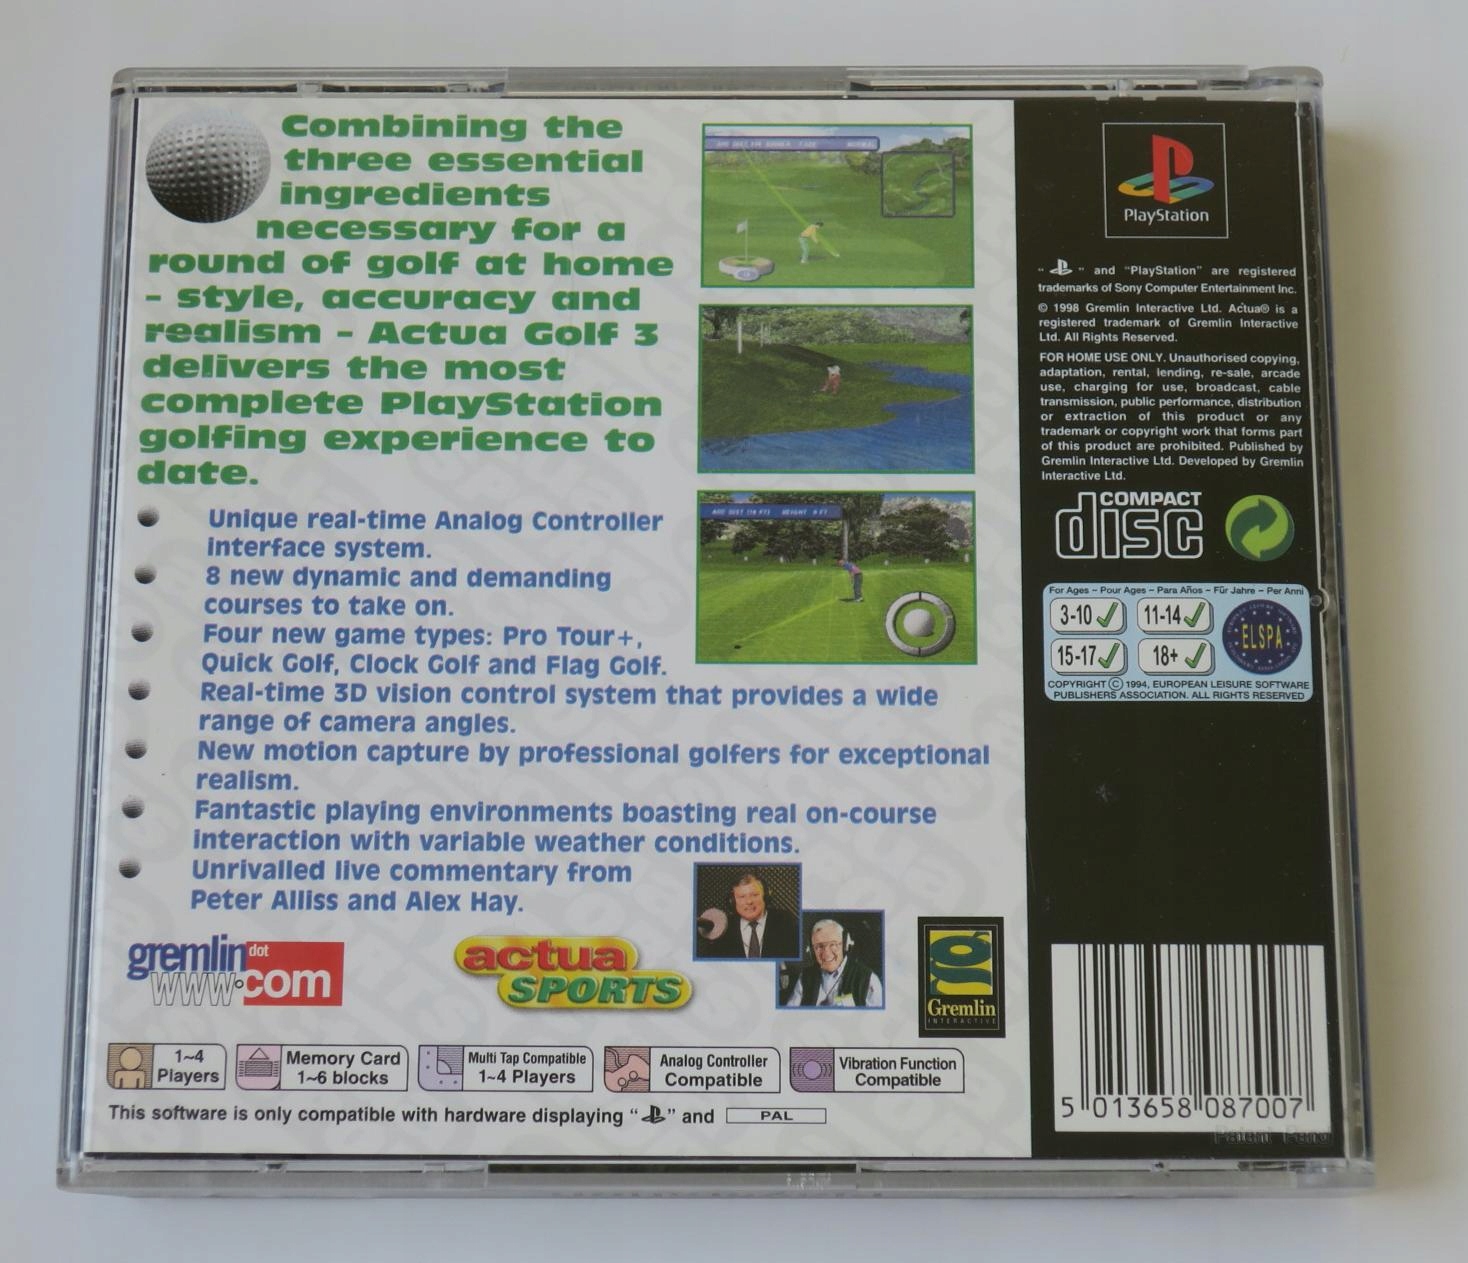 Combining the
three essential
ingredients
necessary for a
round of golf at home
- style, accuracy and
realism - Actua Golf 3
delivers the most
complete PlayStation
golfing experience to
date.
Unique real-time Analog Controller
interface system.
8 new dynamic and demanding
courses to take on.
Four new game types: Pro Tour+,
Quick Golf, Clock Golf and Flag Golf.
Real-time 3D vision control system that provides a wide
range of camera angles.
New motion capture by professional golfers for exceptional
realism.
Fantastic playing environments boasting real on-course
interaction with variable weather conditions.
Unrivalled live commentary from
Peter Alliss and Alex Hay.
gremlin dot
www.com
actua
SPORTS
Gremlin
INTERACTIVE
1~4
Players
Memory Card
1~6 blocks
Multi Tap Compatible
1~4 Players
Analog Controller
Compatible
Vibration Function
Compatible
This software is only compatible with hardware displaying " " and PAL
PlayStation
" " and "PlayStation" are registered
trademarks of Sony Computer Entertainment Inc.
© 1998 Gremlin Interactive Ltd. Actua® is a
registered trademark of Gremlin Interactive
Ltd. All Rights Reserved.
FOR HOME USE ONLY. Unauthorised copying,
adaptation, rental, lending, re-sale, arcade
use, charging for use, broadcast, cable
transmission, public performance, distribution
or extraction of this product or any
trademark or copyright work that forms part
of this product are prohibited. Published by
Gremlin Interactive Ltd. Developed by Gremlin
Interactive Ltd.
COMPACT
disc
For Ages - Pour Ages - Para Años - Für Jahre - Per Anni
3-10 11-14
15-17 18+
ELSPA
COPYRIGHT © 1994, EUROPEAN LEISURE SOFTWARE
PUBLISHERS ASSOCIATION. ALL RIGHTS RESERVED
5 013658 087007